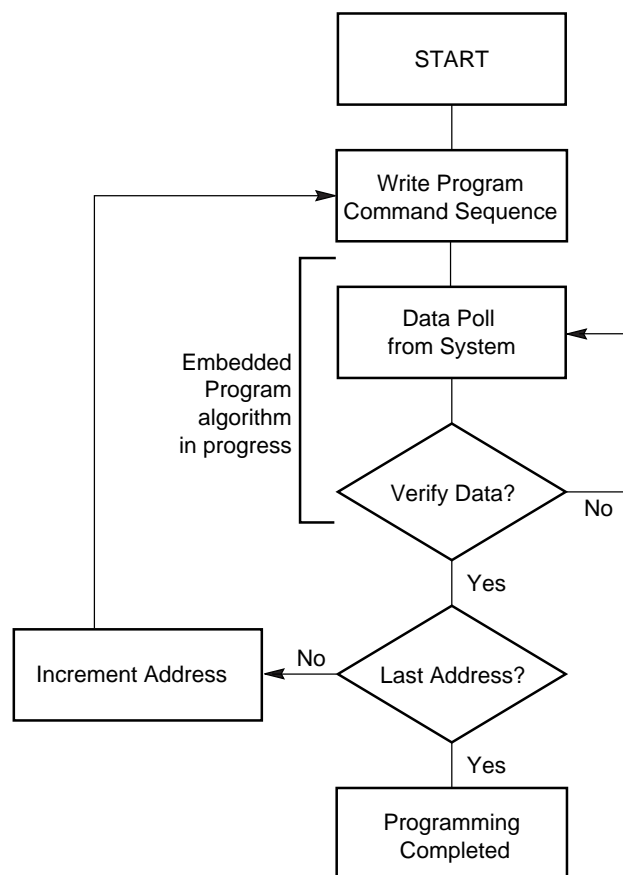 START
Write Program
Command Sequence
Data Poll
from System
Embedded
Program
algorithm
in progress
Verify Data?
No
Yes
Increment Address
No
Last Address?
Yes
Programming
Completed